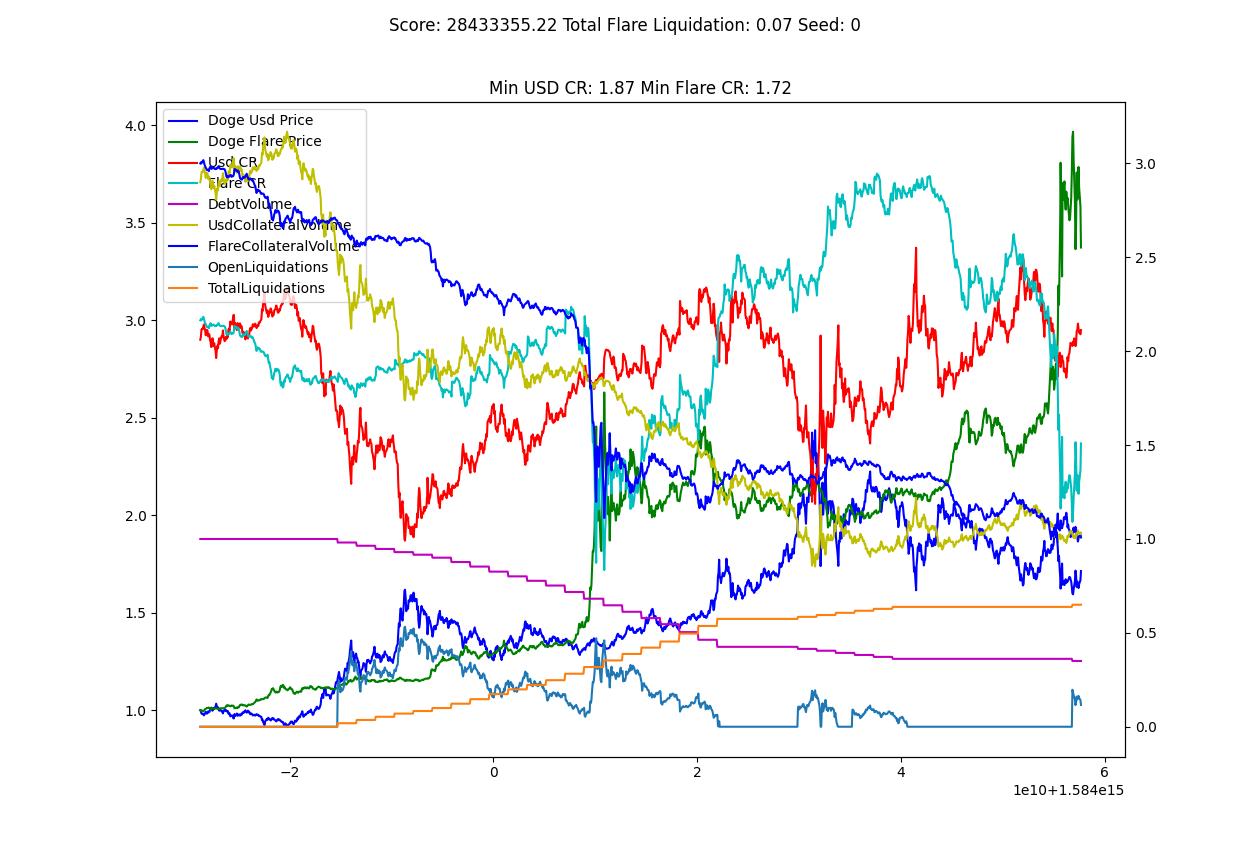 Score: 28433355.22 Total Flare Liquidation: 0.07 Seed: 0
Min USD CR: 1.87 Min Flare CR: 1.72
Doge Usd Price
Doge Flare Price
Usd CR
Flare CR
DebtVolume
UsdCollateralVolume
FlareCollateralVolume
OpenLiquidations
TotalLiquidations
4.0
3.5
3.0
2.5
2.0
1.5
1.0
3.0
2.5
2.0
1.5
1.0
0.5
0.0
−2
0
2
4
6
1e10+1.584e15